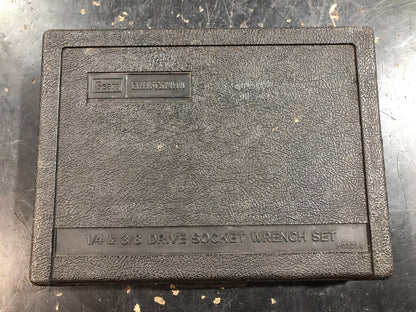 Sears CRAFTSMAN
1/4 & 3/8 DRIVE SOCKET WRENCH SET